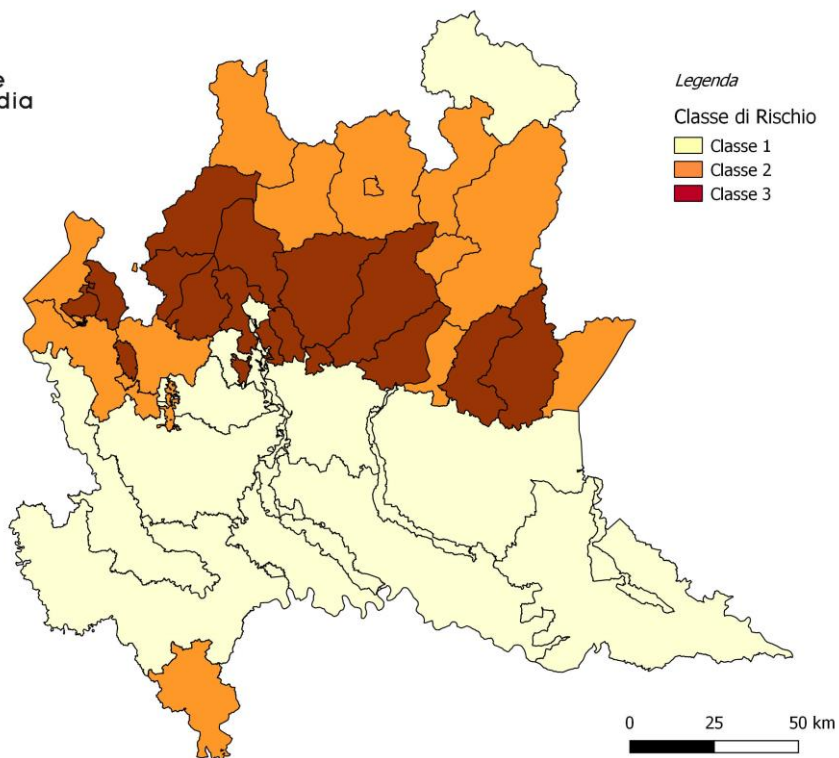 Legenda
Classe di Rischio
Classe 1
Classe 2
Classe 3
0 25 50 km